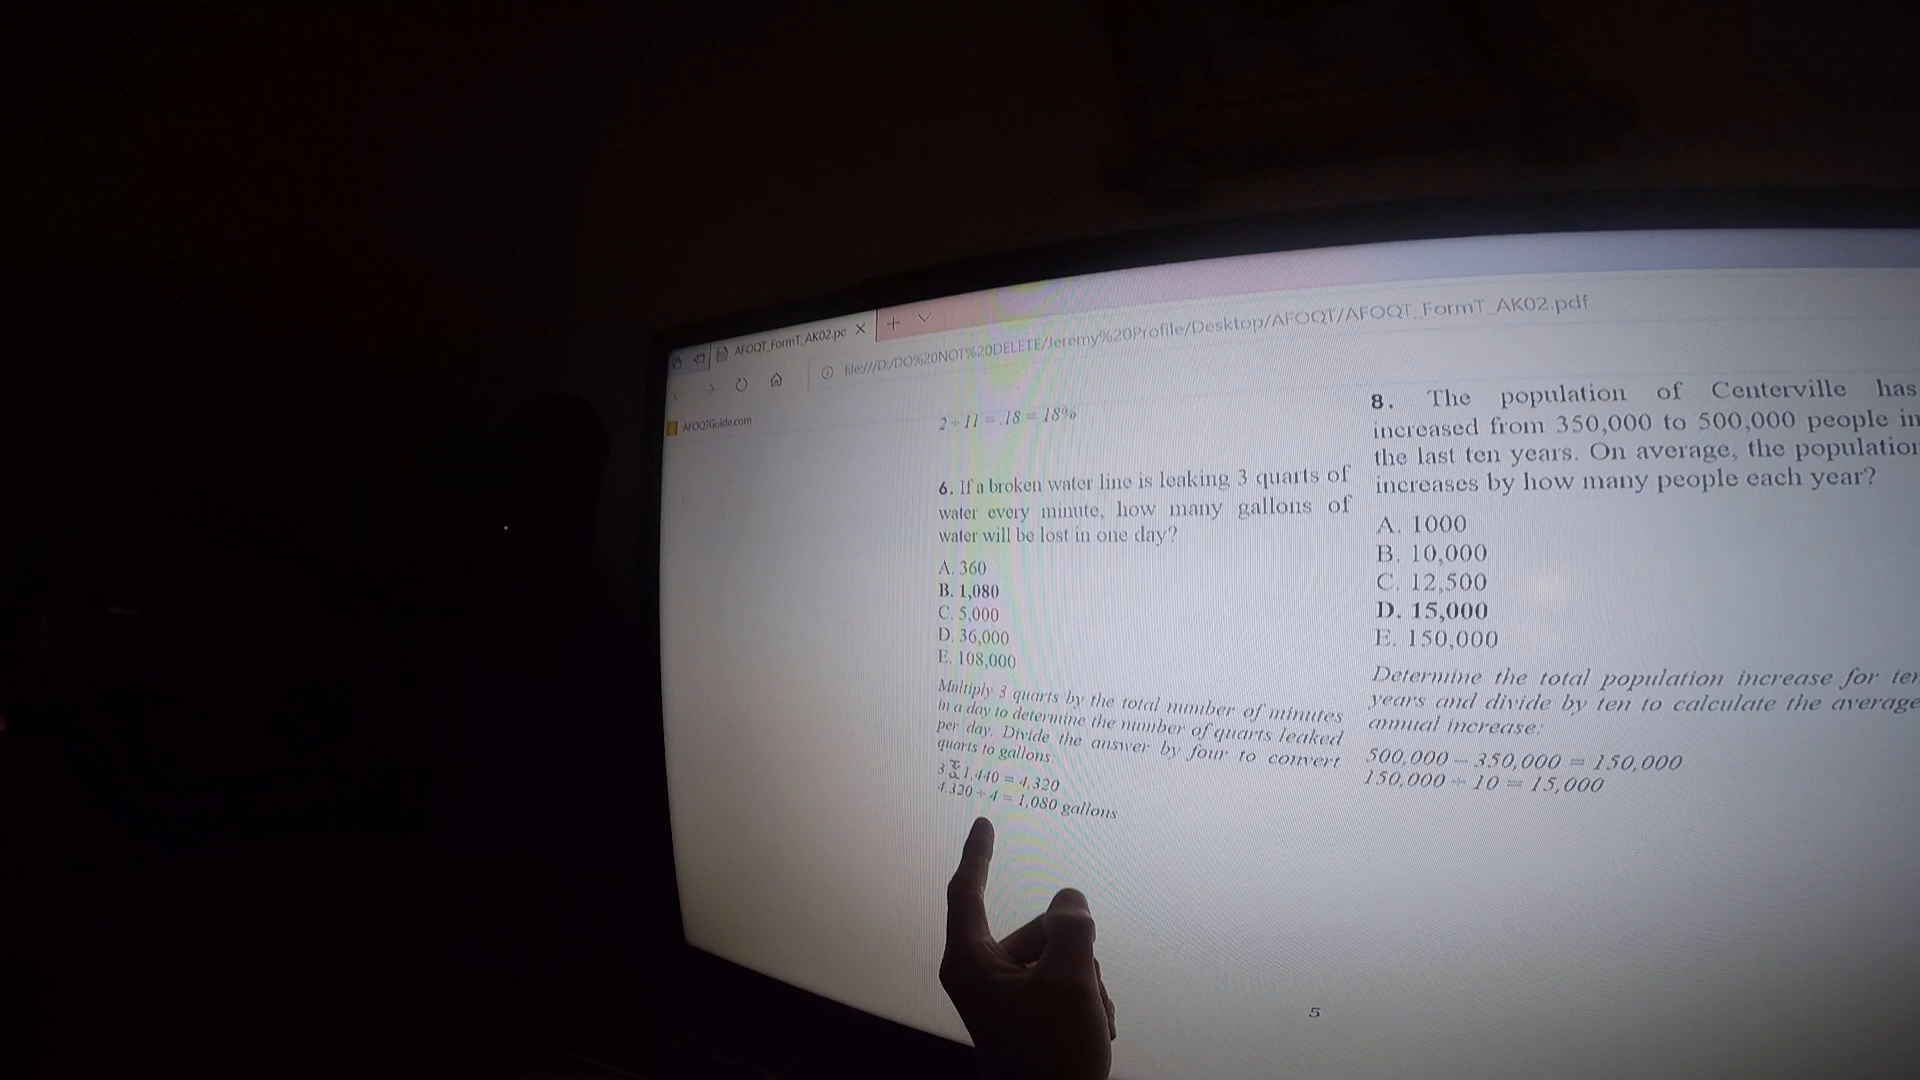 AFOQT_FormT_AK02.pc
file:///D:/DO%20NOT%20DELETE/Jeremy%20Profile/Desktop/AFOQT/AFOQT_FormT_AK02.pdf
AFOQTGuide.com
2 ÷ 11 = .18 = 18%
6. If a broken water line is leaking 3 quarts of
water every minute, how many gallons of
water will be lost in one day?
A. 360
B. 1,080
C. 5,000
D. 36,000
E. 108,000
Multiply 3 quarts by the total number of minutes
in a day to determine the number of quarts leaked
per day. Divide the answer by four to convert
quarts to gallons:
3 1,440 = 4,320
4,320 ÷ 4 = 1,080 gallons
8. The population of Centerville has
increased from 350,000 to 500,000 people in
the last ten years. On average, the population
increases by how many people each year?
A. 1000
B. 10,000
C. 12,500
D. 15,000
E. 150,000
Determine the total population increase for ten
years and divide by ten to calculate the average
annual increase:
500,000 – 350,000 = 150,000
150,000 ÷ 10 = 15,000
5